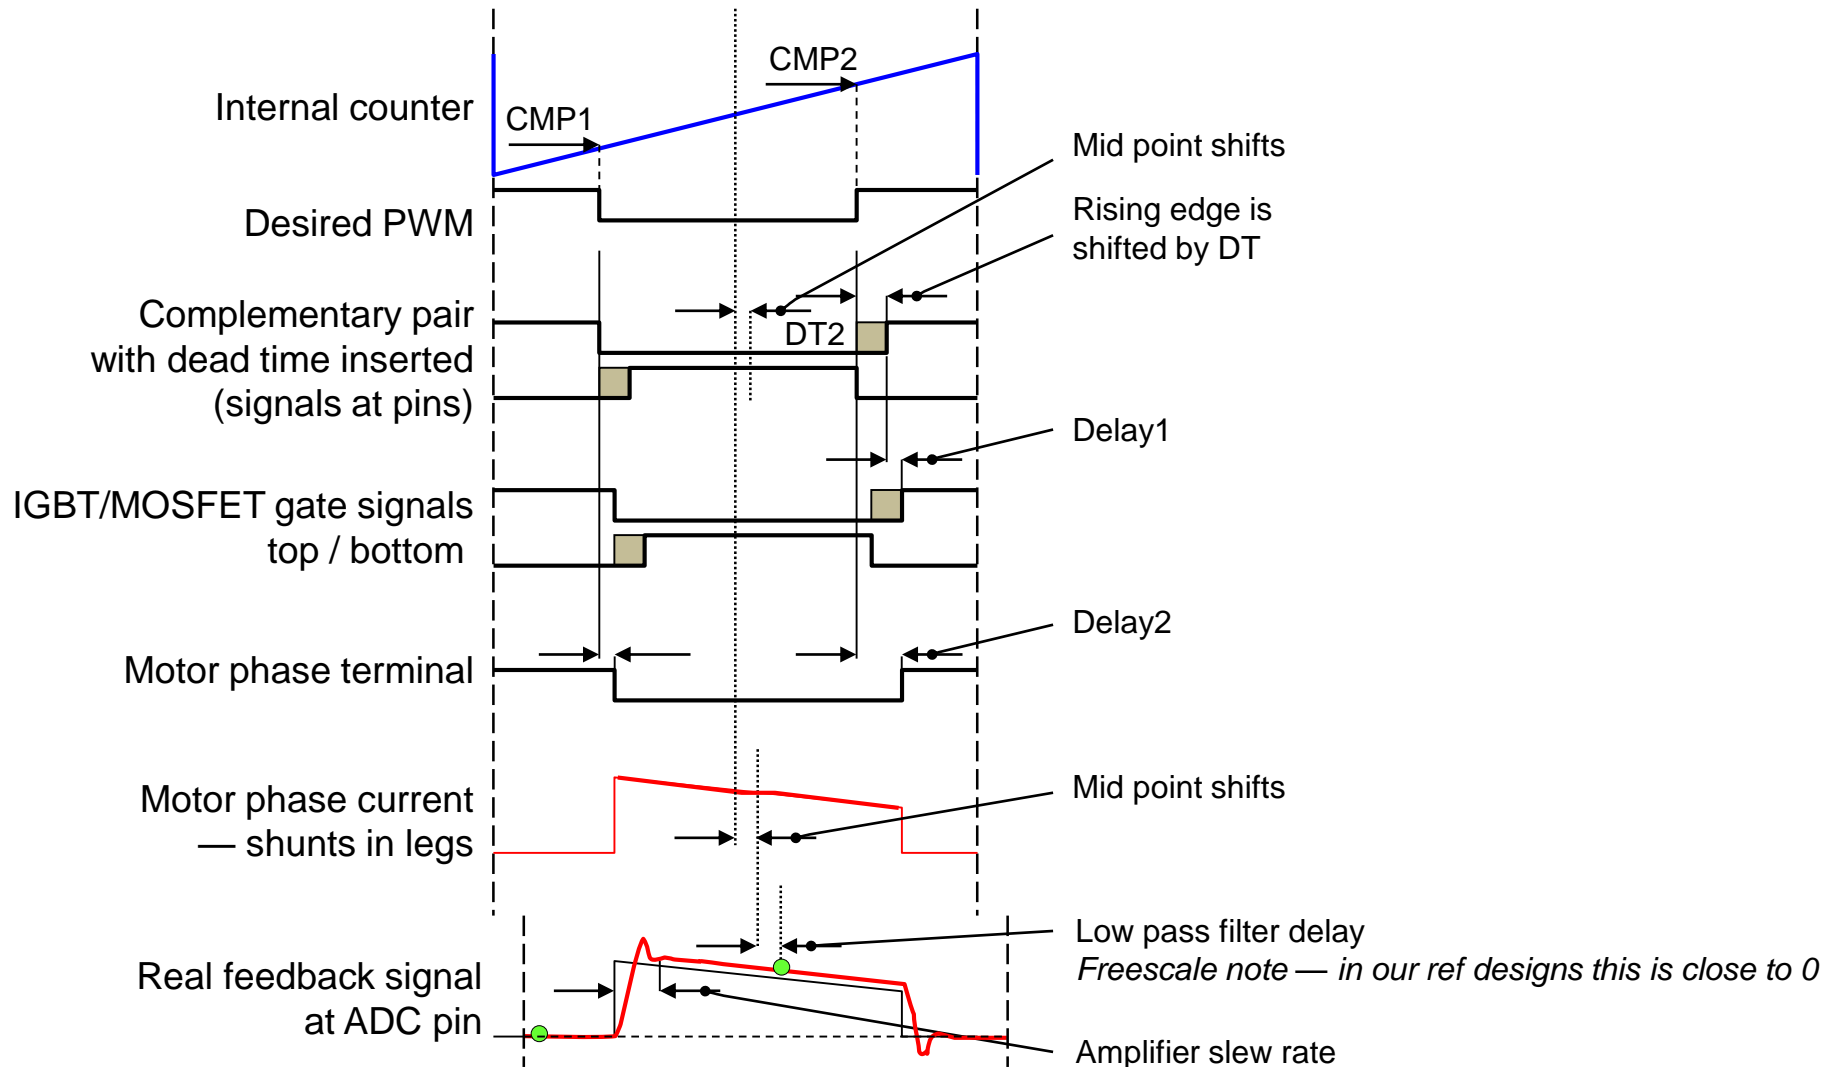 CMP2
Internal counter
CMP1
Mid point shifts
Desired PWM
Rising edge is
shifted by DT
Complementary pair
with dead time inserted
(signals at pins)
DT2
Delay1
IGBT/MOSFET gate signals
top / bottom
Delay2
Motor phase terminal
Motor phase current
— shunts in legs
Mid point shifts
Real feedback signal
at ADC pin
Low pass filter delay
Freescale note — in our ref designs this is close to 0
Amplifier slew rate